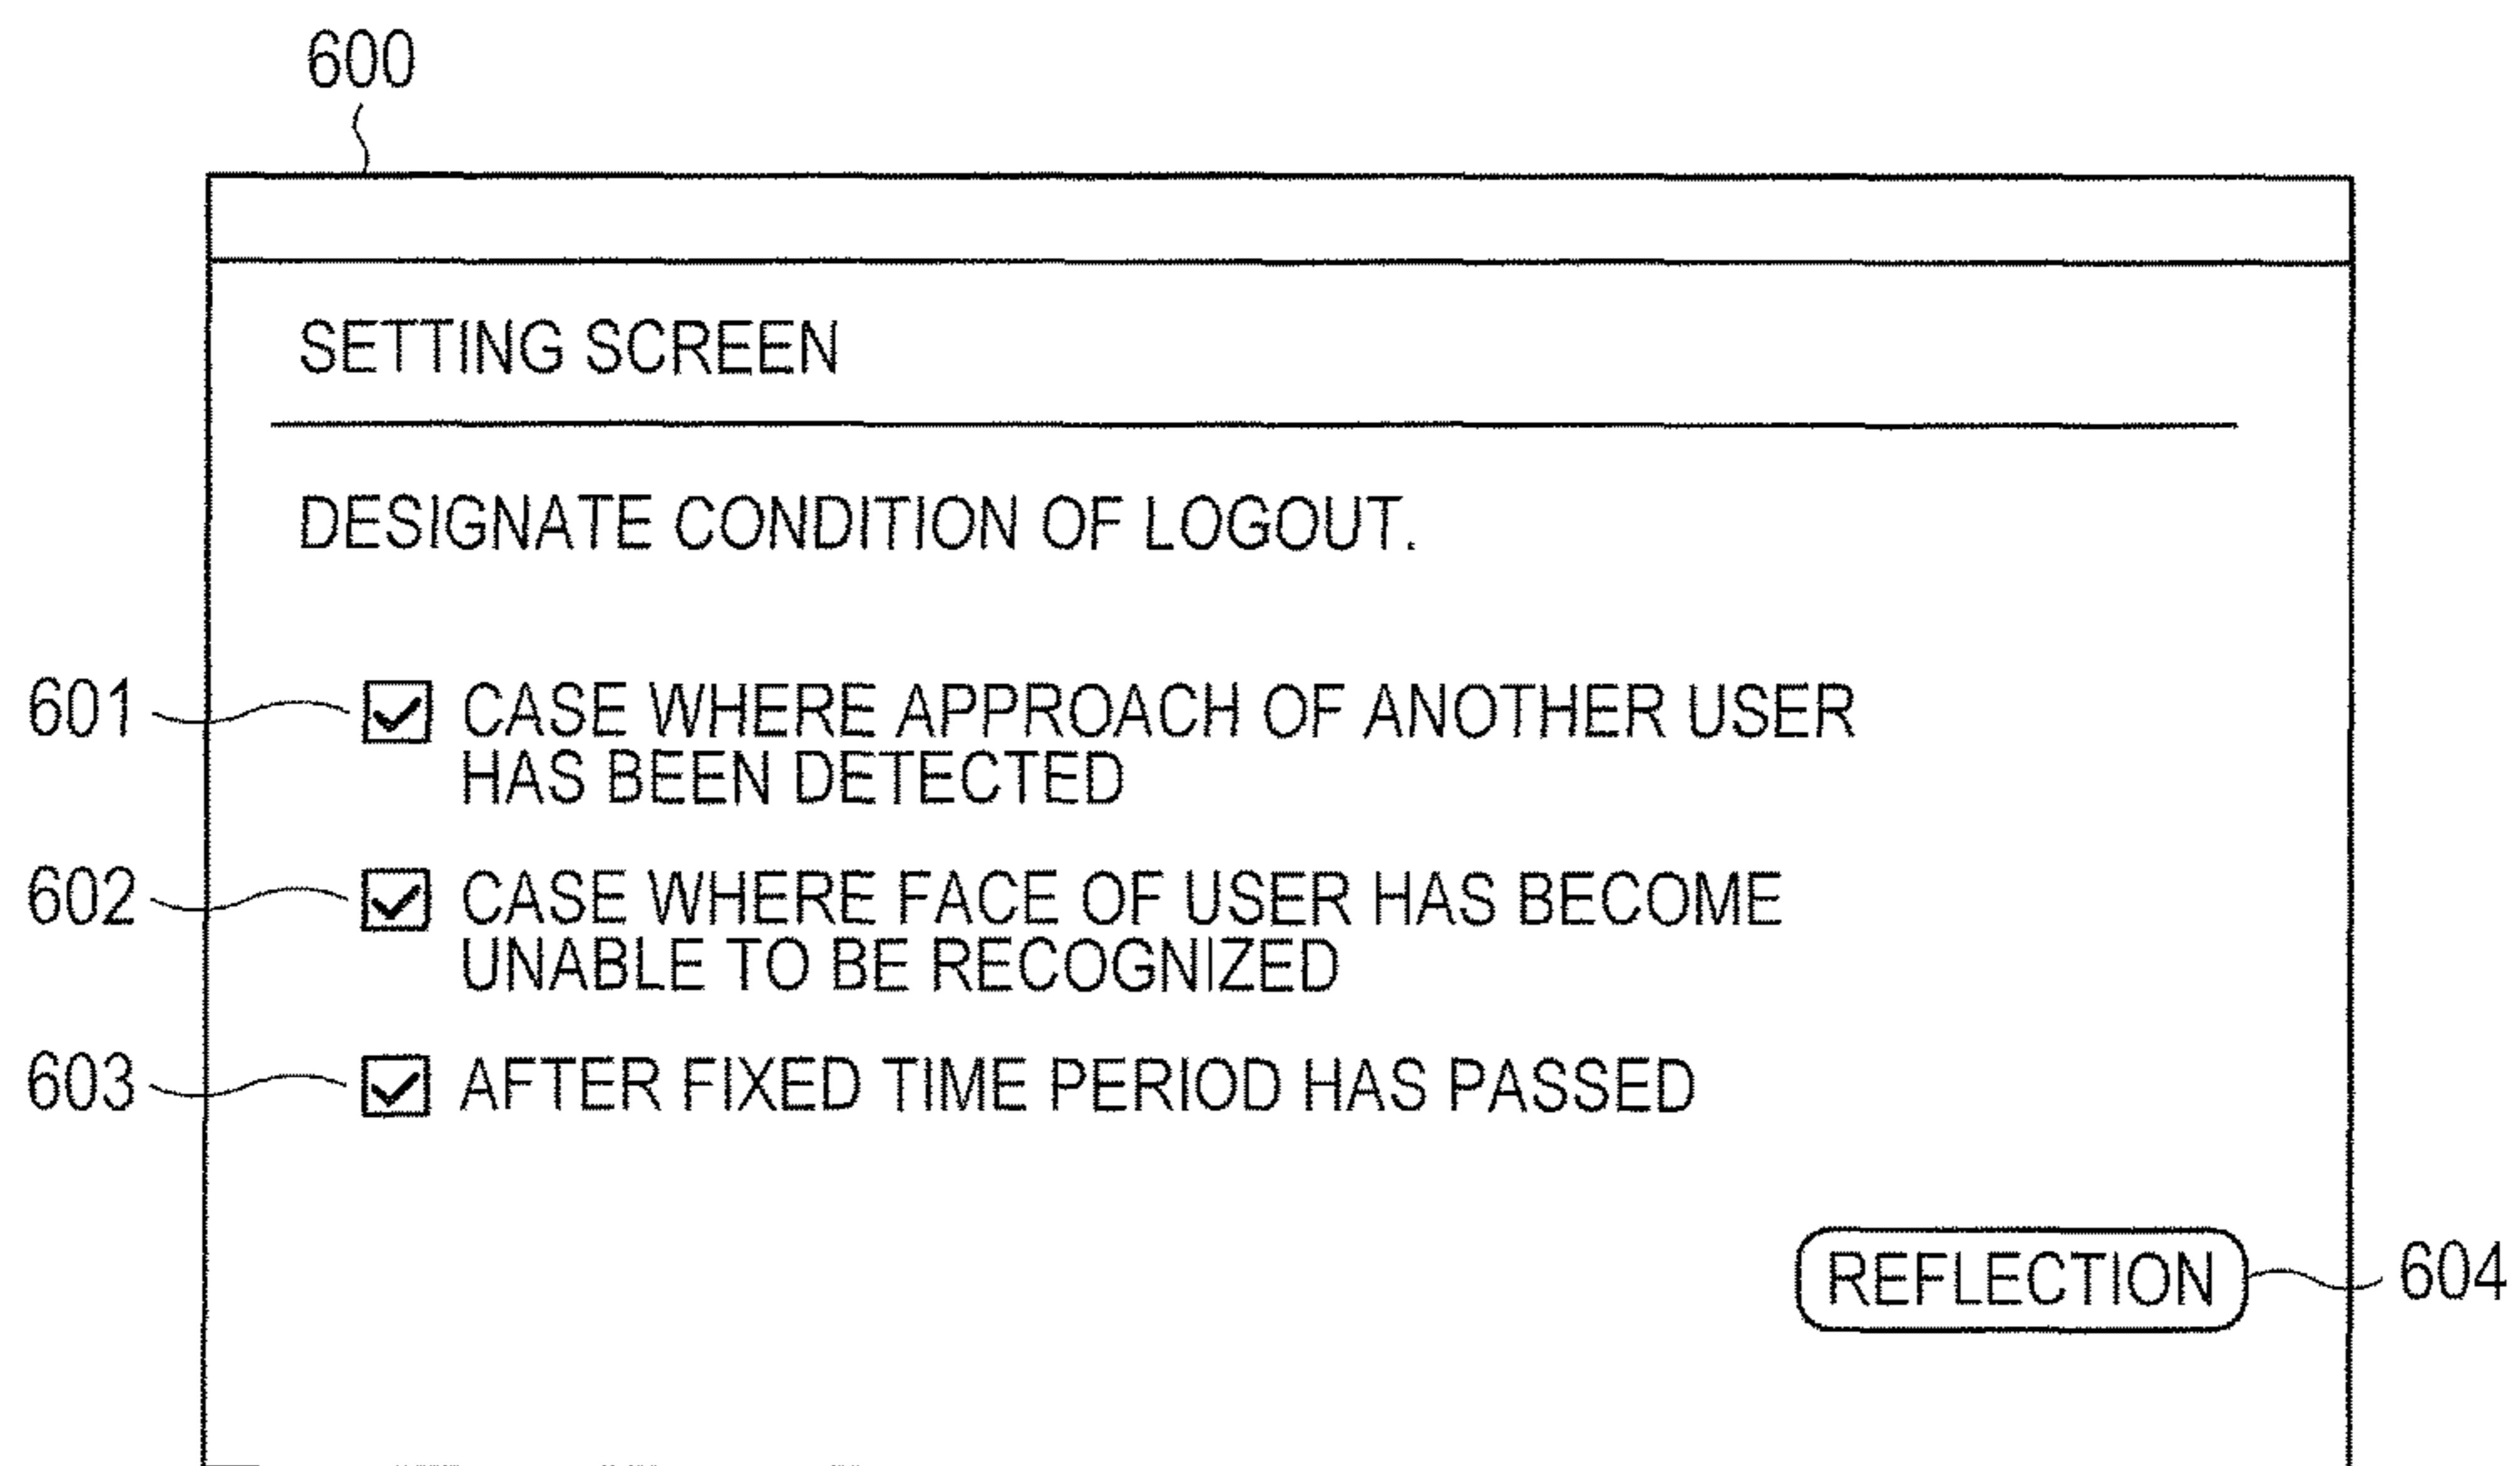 600
SETTING SCREEN
DESIGNATE CONDITION OF LOGOUT.
601 CASE WHERE APPROACH OF ANOTHER USER
HAS BEEN DETECTED
602 CASE WHERE FACE OF USER HAS BECOME
UNABLE TO BE RECOGNIZED
603 AFTER FIXED TIME PERIOD HAS PASSED
REFLECTION 604